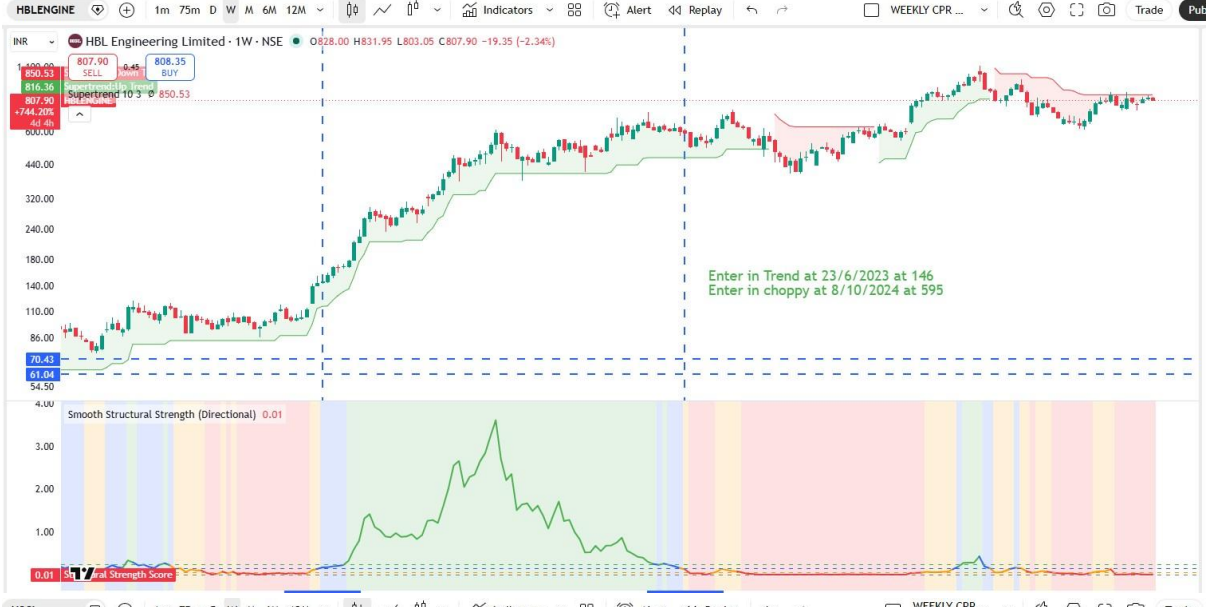 HBLENGINE 1m 75m D W M 6M 12M Indicators Alert Replay WEEKLY CPR ... Trade Pub
INR HBL Engineering Limited · 1W · NSE O828.00 H831.95 L803.05 C807.90 -19.35 (-2.34%)
807.90 SELL 0.45 808.35 BUY
Supertrend 10 3 Ø 850.53
850.53
816.36 Supertrend:Up Trend
807.90 HBLENGINE
+744.20%
4d 4h
600.00
440.00
320.00
240.00
180.00
140.00
110.00
86.00
70.43
61.04
54.50
Enter in Trend at 23/6/2023 at 146
Enter in choppy at 8/10/2024 at 595
4.00
Smooth Structural Strength (Directional) 0.01
3.00
2.00
1.00
0.01 Structural Strength Score
WEEKLY CPR